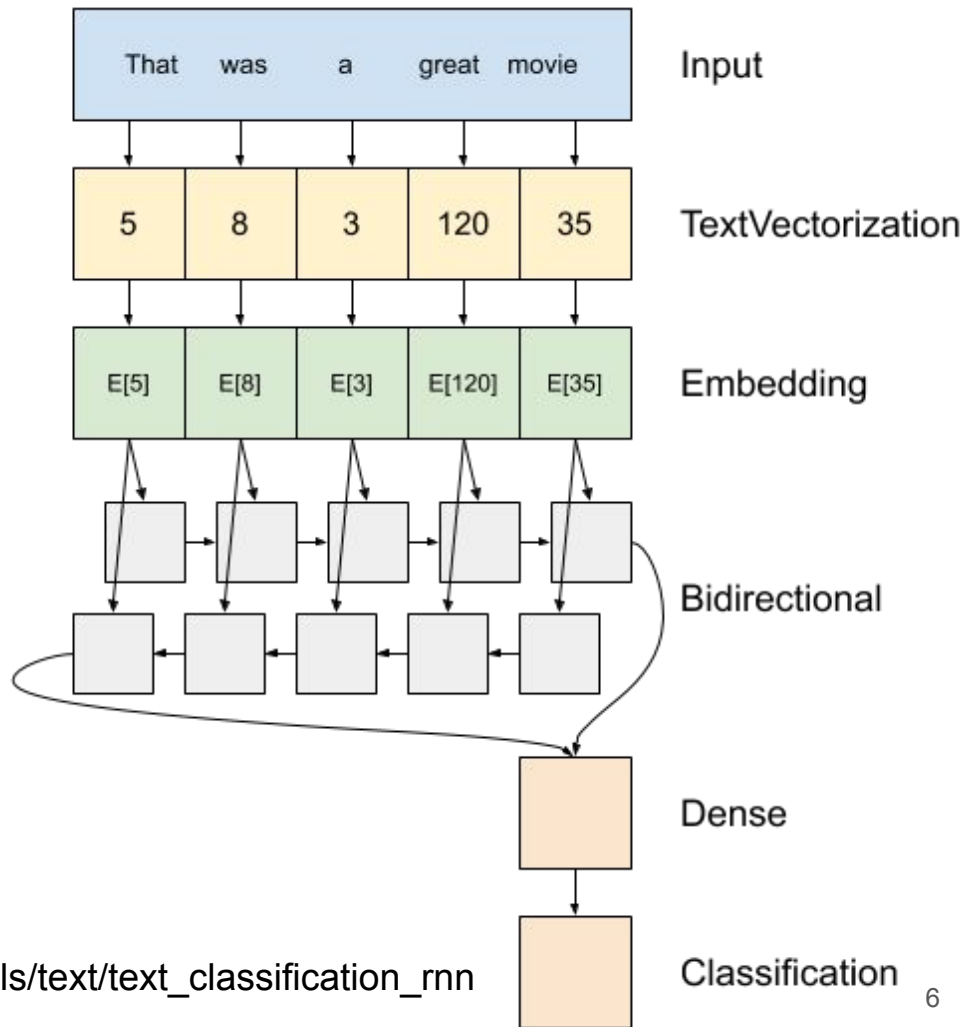 That was a great movie
Input
5 8 3 120 35
TextVectorization
E[5] E[8] E[3] E[120] E[35]
Embedding
Bidirectional
Dense
ls/text/text_classification_rnn
Classification
6